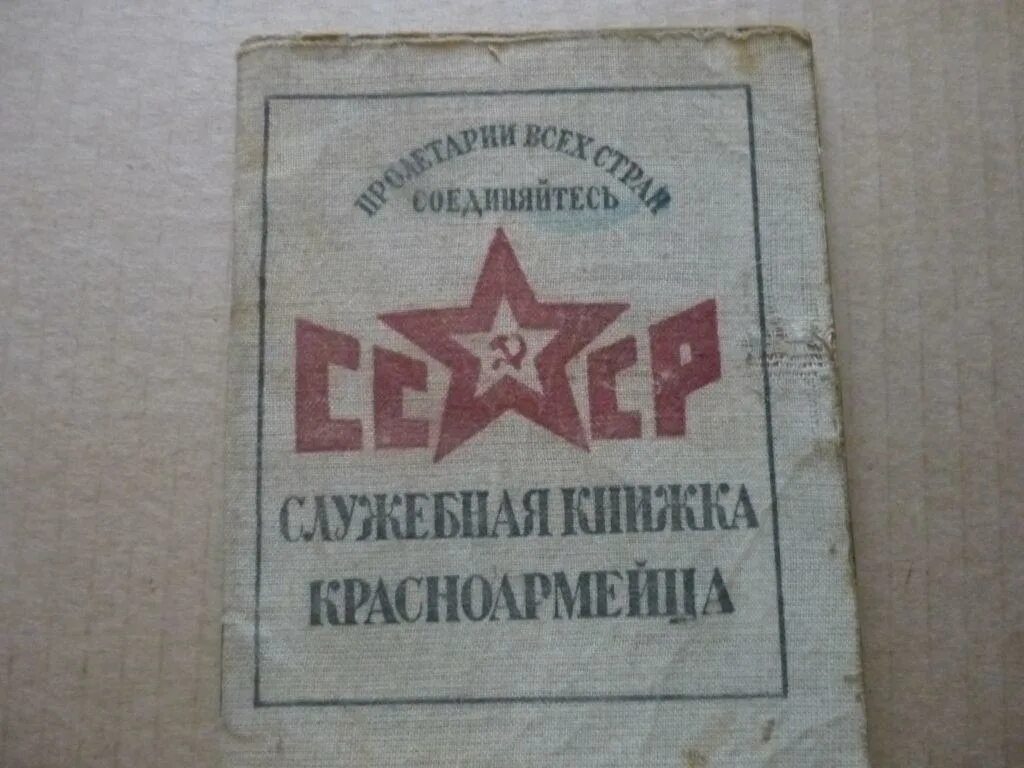 ПРОЛЕТАРИИ ВСЕХ СТРАН
СОЕДИНЯЙТЕСЬ
СССР
СЛУЖЕБНАЯ КНИЖКА
КРАСНОАРМЕЙЦА